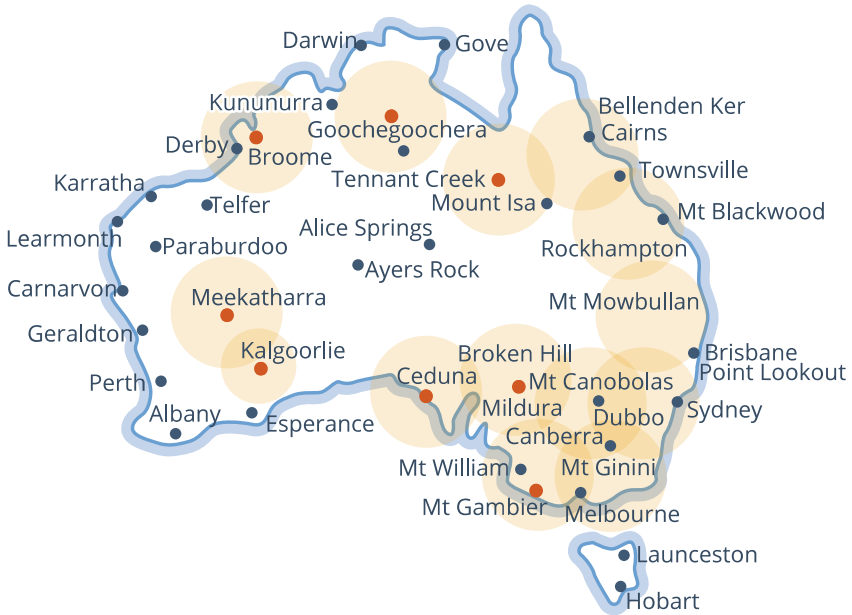 Darwin
Gove
Kununurra
Bellenden Ker
Goochegoochera
Cairns
Derby
Broome
Townsville
Karratha
Tennant Creek
Telfer
Mount Isa
Mt Blackwood
Learmonth
Paraburdoo
Alice Springs
Rockhampton
Ayers Rock
Carnarvon
Meekatharra
Mt Mowbullan
Geraldton
Kalgoorlie
Broken Hill
Brisbane
Perth
Ceduna
Mt Canobolas
Point Lookout
Albany
Esperance
Mildura
Dubbo
Sydney
Canberra
Mt William
Mt Ginini
Mt Gambier
Melbourne
Launceston
Hobart